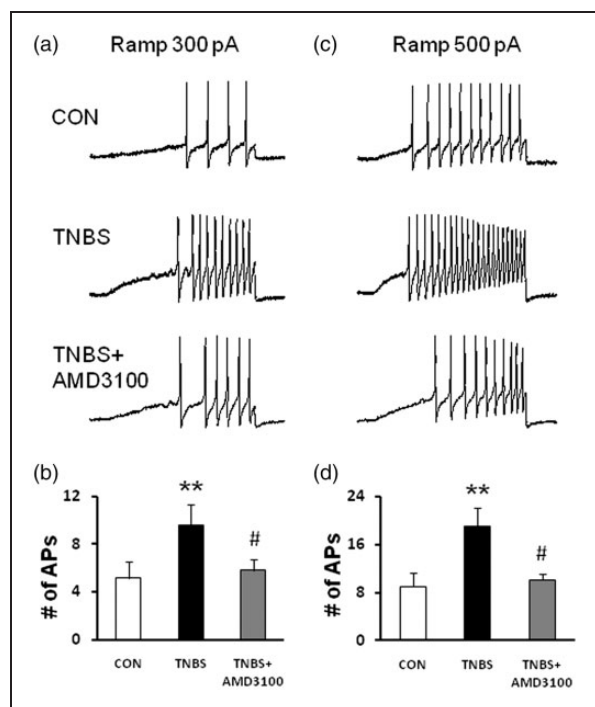 (a) Ramp 300 pA
(c) Ramp 500 pA
CON
TNBS
TNBS+
AMD3100
(b)
# of APs
12
8
4
0
**
#
CON
TNBS
TNBS+
AMD3100
(d)
# of APs
24
16
8
0
**
#
CON
TNBS
TNBS+
AMD3100